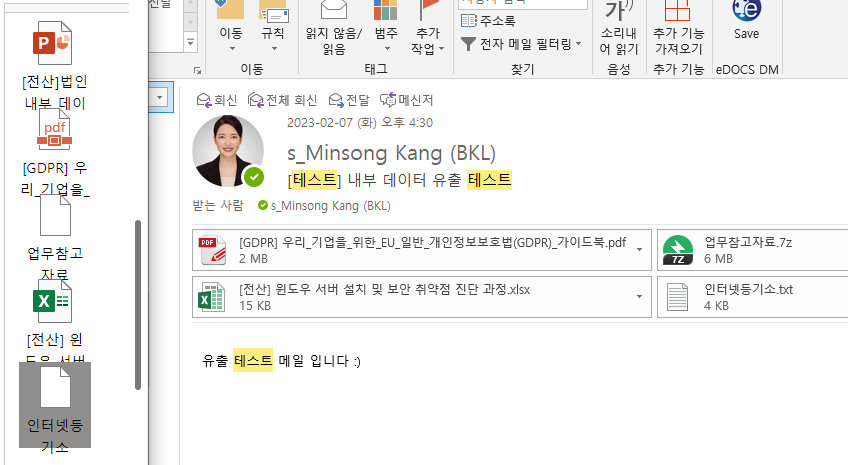 이동
규칙
이동
읽지 않음/
읽음
범주
추가
작업
태그
주소록
전자 메일 필터링
찾기
가))
소리내
어 읽기
음성
추가 기능
가져오기
추가 기능
Save
eDOCS DM
P
[전산]법인
내부_데이
pdf
[GDPR] 우
리_기업을_
업무참고
자료
X
[전산] 윈
도우 서버
인터넷등
기소
회신
전체 회신
전달
메신저
2023-02-07 (화) 오후 4:30
s_Minsong Kang (BKL)
[테스트] 내부 데이터 유출 테스트
받는 사람
s_Minsong Kang (BKL)
PDF
[GDPR] 우리_기업을_위한_EU_일반_개인정보보호법(GDPR)_가이드북.pdf
2 MB
7Z
업무참고자료.7z
6 MB
X
[전산] 윈도우 서버 설치 및 보안 취약점 진단 과정.xlsx
15 KB
인터넷등기소.txt
4 KB
유출 테스트 메일 입니다 :)